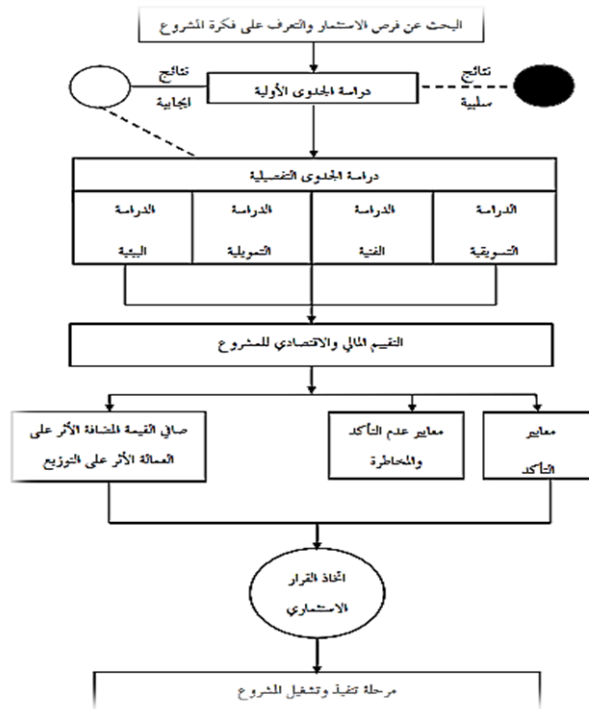 البحث عن فرص الاستثمار والتعرف على فكرة المشروع
نتائج
سلبية
دراسة الجدوى الأولية
نتائج
ايجابية
دراسة الجدوى التفصيلية
الدراسة
التسويقية
الدراسة
الفنية
الدراسة
التمويلية
الدراسة
البيئية
التقييم المالي والاقتصادي للمشروع
معايير
التأكد
معايير عدم التأكد
والمخاطرة
صافي القيمة المضافة الأثر على
العمالة الأثر على التوزيع
اتخاذ القرار
الاستثماري
مرحلة تنفيذ وتشغيل المشروع